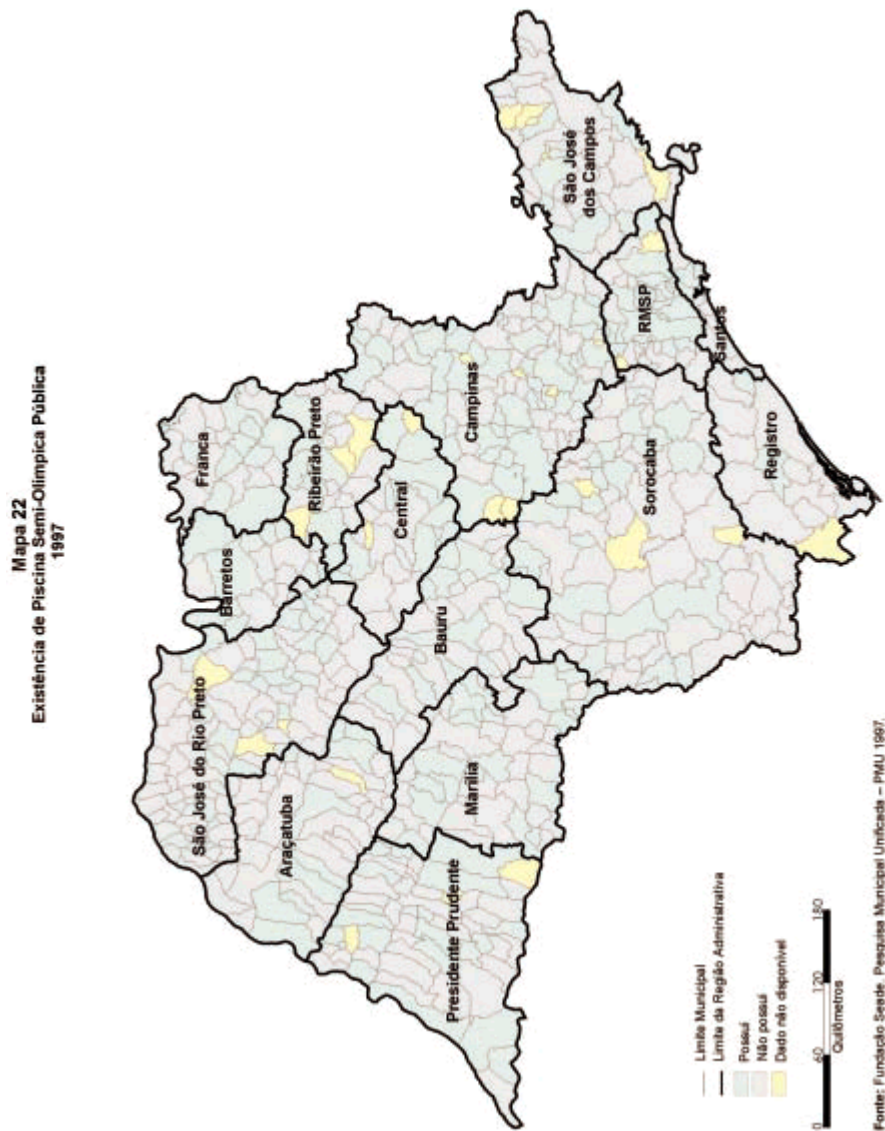 Mapa 22
Existência de Piscina Semi-Olímpica Pública
1997
São José do Rio Preto
Barretos
Franca
Ribeirão Preto
Araçatuba
Central
Campinas
São José
dos Campos
Presidente Prudente
Marília
Bauru
Sorocaba
RMSP
Santos
Registro
Limite Municipal
Limite da Região Administrativa
Possui
Não possui
Dado não disponível
0 60 120 180
Quilômetros
Fonte: Fundação Seade. Pesquisa Municipal Unificada – PMU 1997.